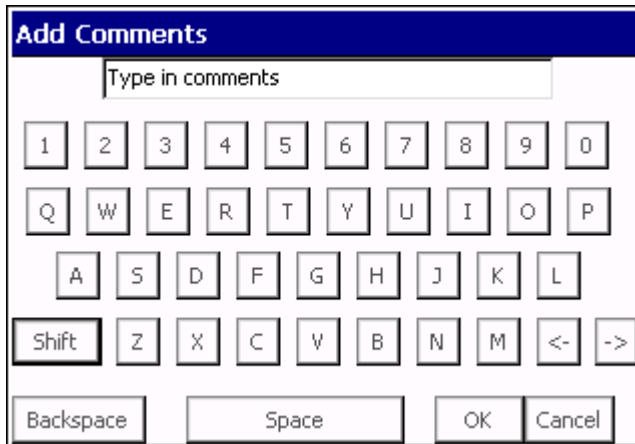 Add Comments
Type in comments
1 2 3 4 5 6 7 8 9 0
Q W E R T Y U I O P
A S D F G H J K L
Shift Z X C V B N M <- ->
Backspace Space OK Cancel